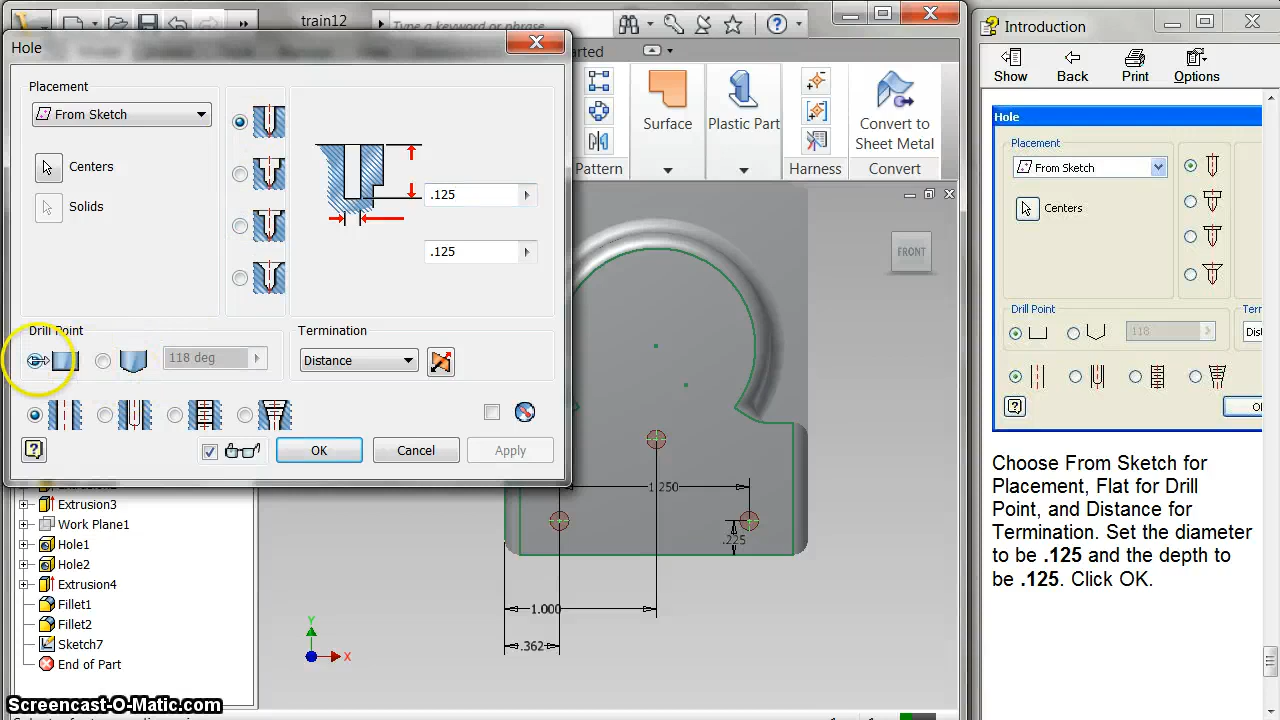 train12
Type a keyword or phrase
Introduction
Hole
Show
Back
Print
Options
Placement
From Sketch
Centers
Solids
.125
.125
Drill Point
118 deg
Termination
Distance
OK
Cancel
Apply
Surface
Plastic Part
Convert to
Sheet Metal
Pattern
Harness
Convert
FRONT
1.250
.225
1.000
.362
Y
X
Extrusion3
Work Plane1
Hole1
Hole2
Extrusion4
Fillet1
Fillet2
Sketch7
End of Part
Screencast-O-Matic.com
Hole
Placement
From Sketch
Centers
Drill Point
118
Choose From Sketch for
Placement, Flat for Drill
Point, and Distance for
Termination. Set the diameter
to be .125 and the depth to
be .125. Click OK.